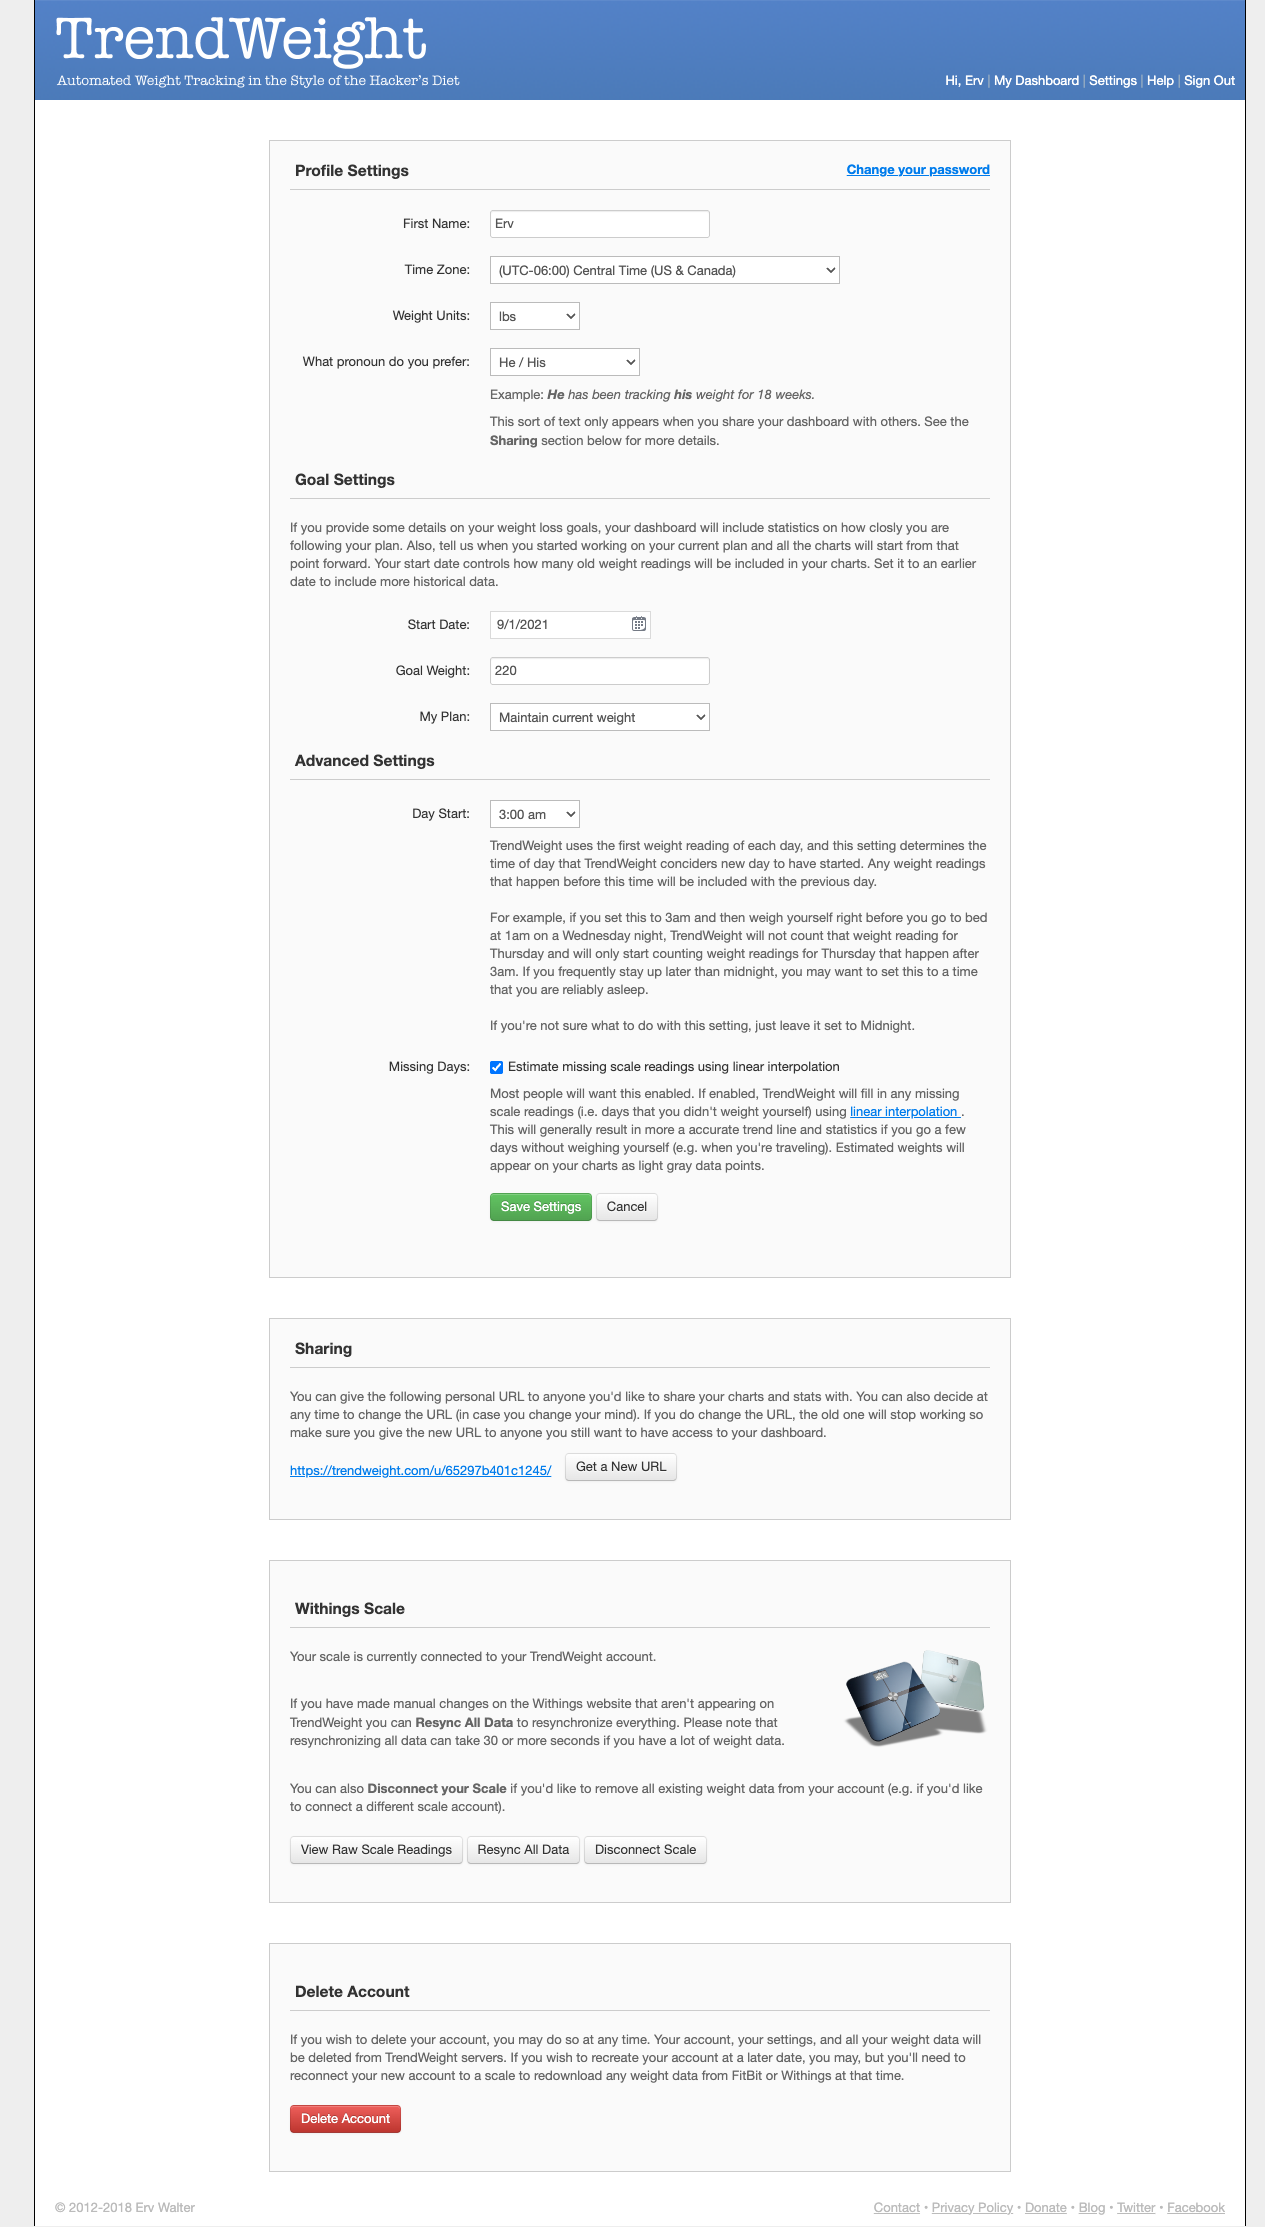 TrendWeight
Automated Weight Tracking in the Style of the Hacker's Diet
Hi, Erv | My Dashboard | Settings | Help | Sign Out
Profile Settings
Change your password
First Name:
Erv
Time Zone:
(UTC-06:00) Central Time (US & Canada)
Weight Units:
lbs
What pronoun do you prefer:
He / His
Example: He has been tracking his weight for 18 weeks.
This sort of text only appears when you share your dashboard with others. See the
Sharing section below for more details.
Goal Settings
If you provide some details on your weight loss goals, your dashboard will include statistics on how closly you are
following your plan. Also, tell us when you started working on your current plan and all the charts will start from that
point forward. Your start date controls how many old weight readings will be included in your charts. Set it to an earlier
date to include more historical data.
Start Date:
9/1/2021
Goal Weight:
220
My Plan:
Maintain current weight
Advanced Settings
Day Start:
3:00 am
TrendWeight uses the first weight reading of each day, and this setting determines the
time of day that TrendWeight conciders new day to have started. Any weight readings
that happen before this time will be included with the previous day.
For example, if you set this to 3am and then weigh yourself right before you go to bed
at 1am on a Wednesday night, TrendWeight will not count that weight reading for
Thursday and will only start counting weight readings for Thursday that happen after
3am. If you frequently stay up later than midnight, you may want to set this to a time
that you are reliably asleep.
If you're not sure what to do with this setting, just leave it set to Midnight.
Missing Days:
Estimate missing scale readings using linear interpolation
Most people will want this enabled. If enabled, TrendWeight will fill in any missing
scale readings (i.e. days that you didn't weight yourself) using linear interpolation .
This will generally result in more a accurate trend line and statistics if you go a few
days without weighing yourself (e.g. when you're traveling). Estimated weights will
appear on your charts as light gray data points.
Save Settings
Cancel
Sharing
You can give the following personal URL to anyone you'd like to share your charts and stats with. You can also decide at
any time to change the URL (in case you change your mind). If you do change the URL, the old one will stop working so
make sure you give the new URL to anyone you still want to have access to your dashboard.
https://trendweight.com/u/65297b401c1245/
Get a New URL
Withings Scale
Your scale is currently connected to your TrendWeight account.
If you have made manual changes on the Withings website that aren't appearing on
TrendWeight you can Resync All Data to resynchronize everything. Please note that
resynchronizing all data can take 30 or more seconds if you have a lot of weight data.
You can also Disconnect your Scale if you'd like to remove all existing weight data from your account (e.g. if you'd like
to connect a different scale account).
View Raw Scale Readings
Resync All Data
Disconnect Scale
Delete Account
If you wish to delete your account, you may do so at any time. Your account, your settings, and all your weight data will
be deleted from TrendWeight servers. If you wish to recreate your account at a later date, you may, but you'll need to
reconnect your new account to a scale to redownload any weight data from FitBit or Withings at that time.
Delete Account
© 2012-2018 Erv Walter
Contact • Privacy Policy • Donate • Blog • Twitter • Facebook